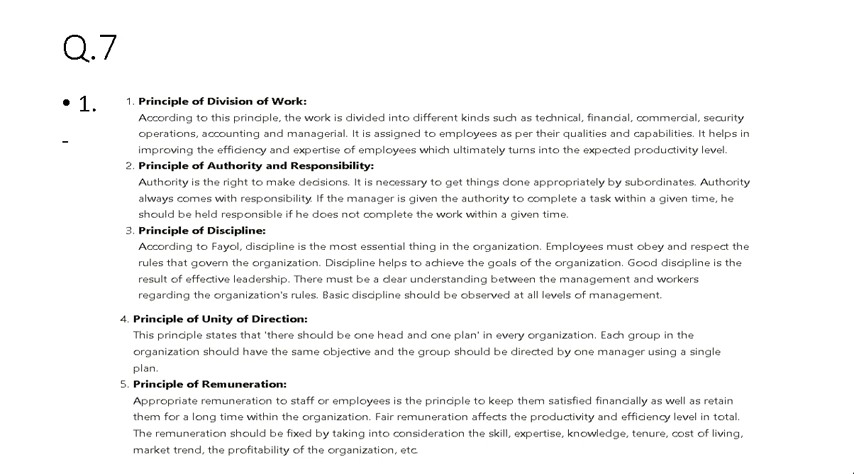 Q.7
• 1.
-
1. Principle of Division of Work:
According to this principle, the work is divided into different kinds such as technical, financial, commercial, security
operations, accounting and managerial. It is assigned to employees as per their qualities and capabilities. It helps in
improving the efficiency and expertise of employees which ultimately turns into the expected productivity level.
2. Principle of Authority and Responsibility:
Authority is the right to make decisions. It is necessary to get things done appropriately by subordinates. Authority
always comes with responsibility. If the manager is given the authority to complete a task within a given time, he
should be held responsible if he does not complete the work within a given time.
3. Principle of Discipline:
According to Fayol, discipline is the most essential thing in the organization. Employees must obey and respect the
rules that govern the organization. Discipline helps to achieve the goals of the organization. Good discipline is the
result of effective leadership. There must be a clear understanding between the management and workers
regarding the organization's rules. Basic discipline should be observed at all levels of management.
4. Principle of Unity of Direction:
This principle states that 'there should be one head and one plan' in every organization. Each group in the
organization should have the same objective and the group should be directed by one manager using a single
plan.
5. Principle of Remuneration:
Appropriate remuneration to staff or employees is the principle to keep them satisfied financially as well as retain
them for a long time within the organization. Fair remuneration affects the productivity and efficiency level in total.
The remuneration should be fixed by taking into consideration the skill, expertise, knowledge, tenure, cost of living,
market trend, the profitability of the organization, etc.